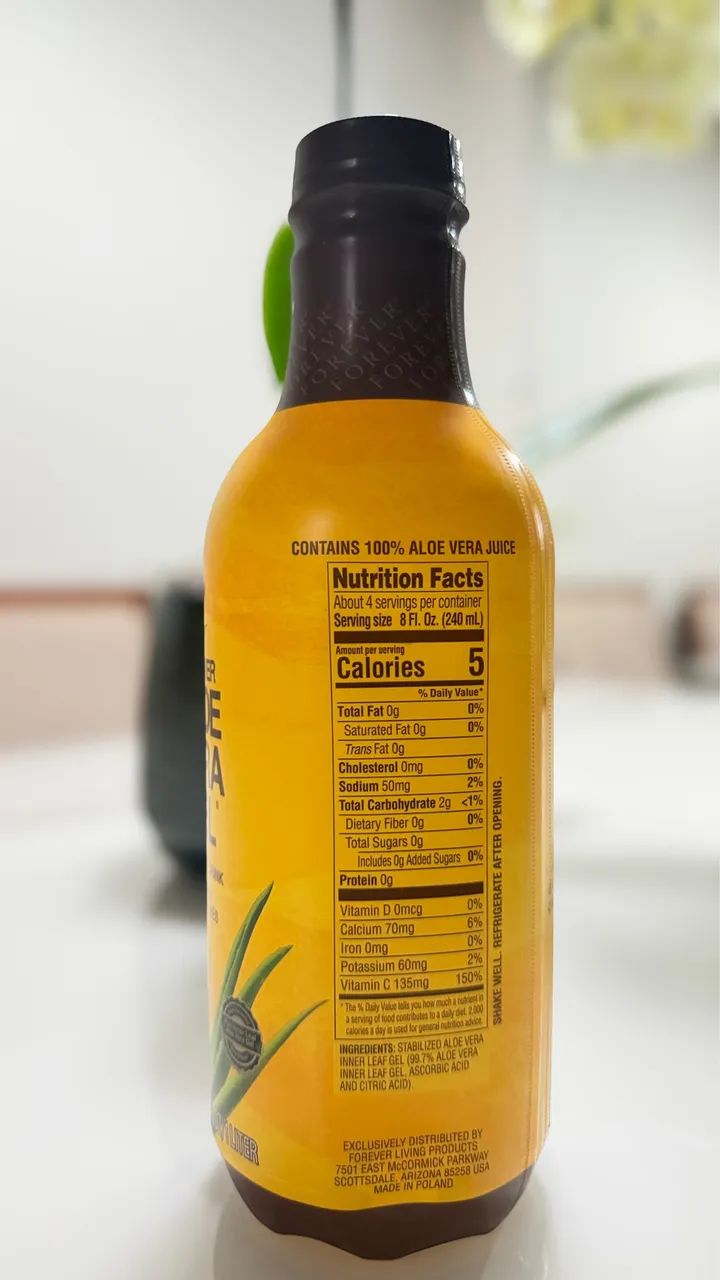 FOREVER
FOREVER
CONTAINS 100% ALOE VERA JUICE
Nutrition Facts
About 4 servings per container
Serving size 8 Fl. Oz. (240 mL)
Amount per serving
Calories 5
% Daily Value*
Total Fat 0g 0%
Saturated Fat 0g 0%
Trans Fat 0g
Cholesterol 0mg 0%
Sodium 50mg 2%
Total Carbohydrate 2g <1%
Dietary Fiber 0g 0%
Total Sugars 0g
Includes 0g Added Sugars 0%
Protein 0g
Vitamin D 0mcg 0%
Calcium 70mg 6%
Iron 0mg 0%
Potassium 60mg 2%
Vitamin C 135mg 150%
* The % Daily Value tells you how much a nutrient in
a serving of food contributes to a daily diet. 2,000
calories a day is used for general nutrition advice.
SHAKE WELL. REFRIGERATE AFTER OPENING.
INGREDIENTS: STABILIZED ALOE VERA
INNER LEAF GEL (99.7% ALOE VERA
INNER LEAF GEL, ASCORBIC ACID
AND CITRIC ACID).
EXCLUSIVELY DISTRIBUTED BY
FOREVER LIVING PRODUCTS
7501 EAST McCORMICK PARKWAY
SCOTTSDALE, ARIZONA 85258 USA
MADE IN POLAND
ER
DE
RA
L
1 LITER